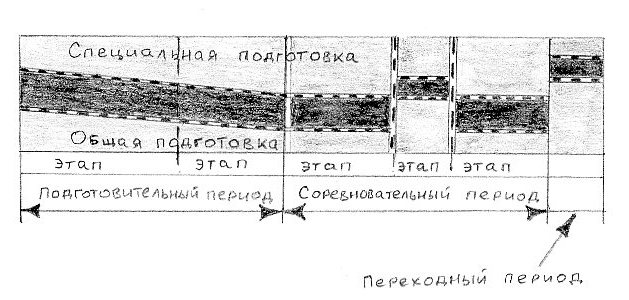 Специальная подготовка
Общая подготовка
этап этап этап этап этап
Подготовительный период Соревновательный период
Переходный период